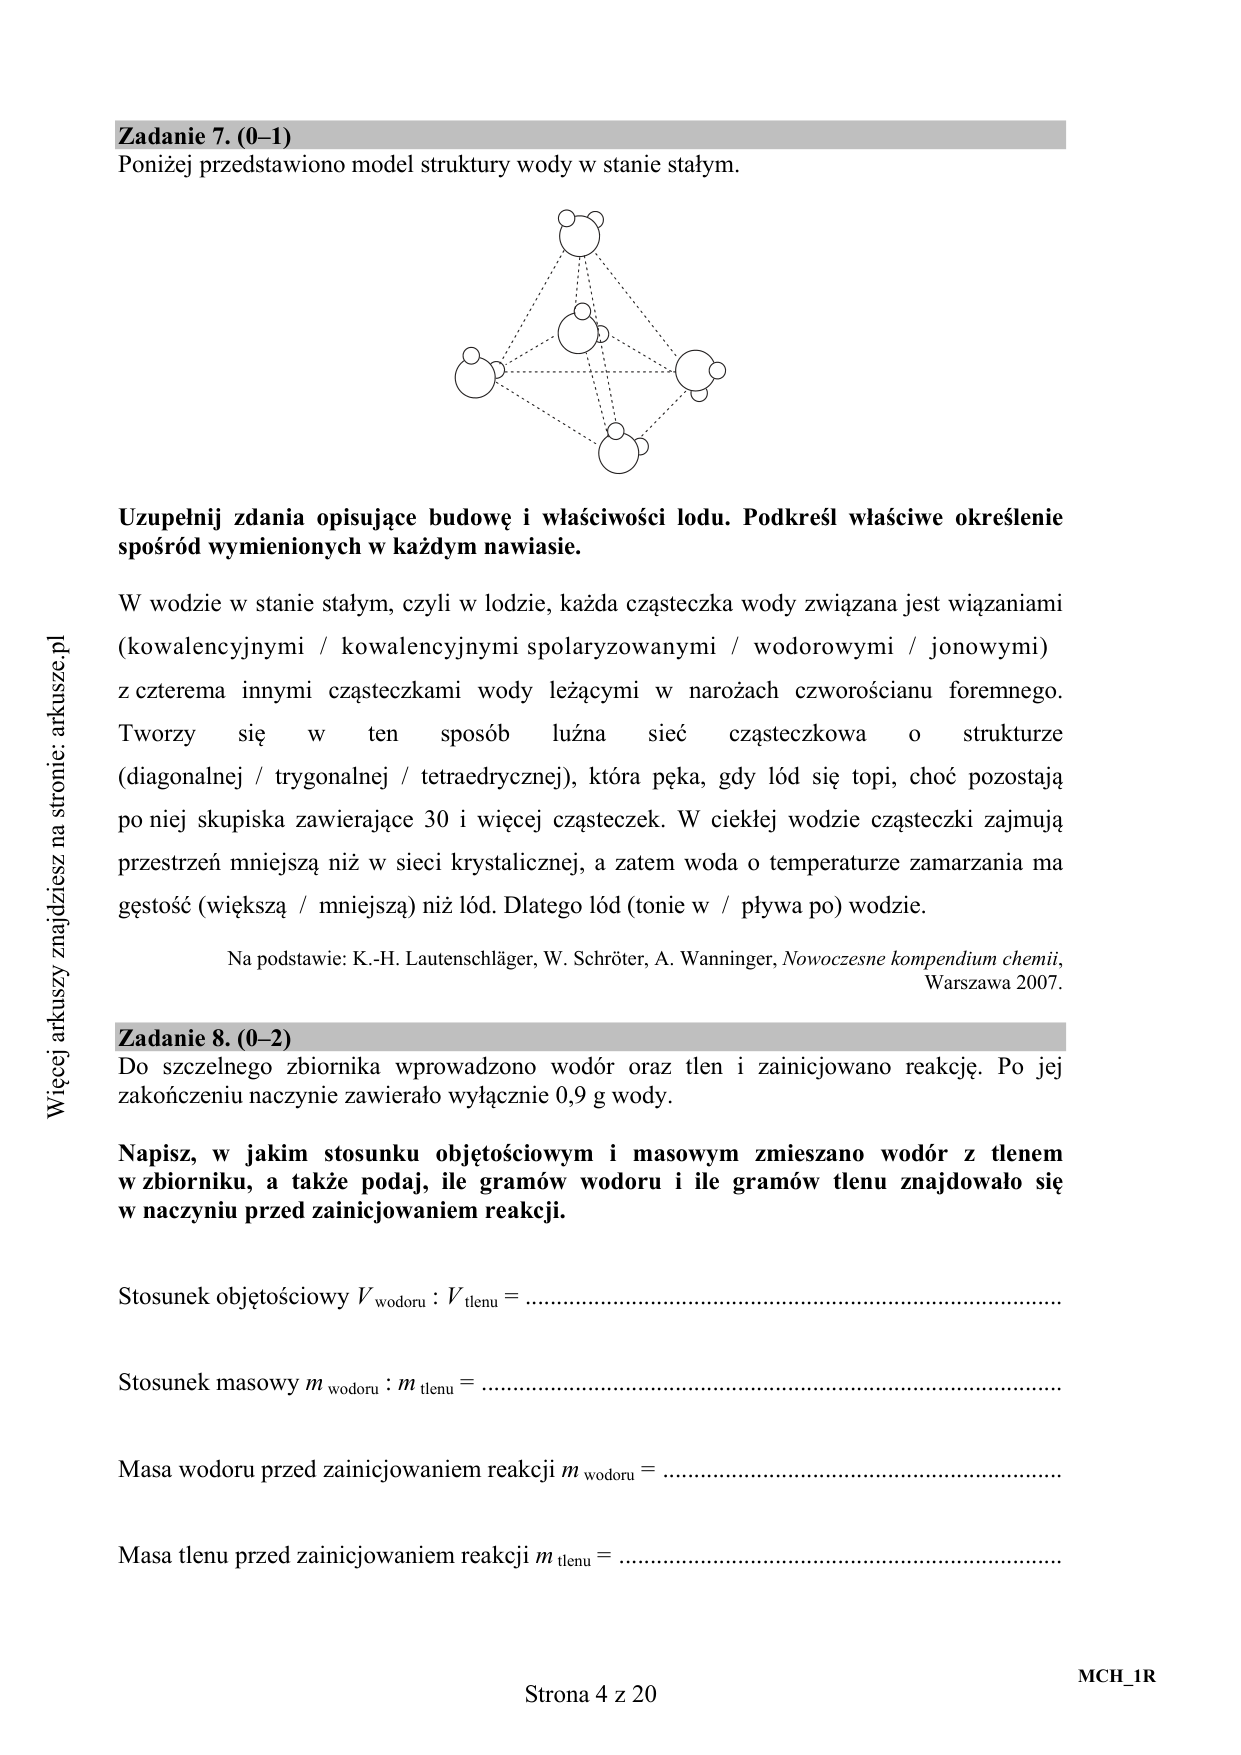 Zadanie 7. (0–1)
Poniżej przedstawiono model struktury wody w stanie stałym.
Uzupełnij zdania opisujące budowę i właściwości lodu. Podkreśl właściwe określenie
spośród wymienionych w każdym nawiasie.
W wodzie w stanie stałym, czyli w lodzie, każda cząsteczka wody związana jest wiązaniami
(kowalencyjnymi / kowalencyjnymi spolaryzowanymi / wodorowymi / jonowymi)
z czterema innymi cząsteczkami wody leżącymi w narożach czworościanu foremnego.
Tworzy się w ten sposób luźna sieć cząsteczkowa o strukturze
(diagonalnej / trygonalnej / tetraedrycznej), która pęka, gdy lód się topi, choć pozostają
po niej skupiska zawierające 30 i więcej cząsteczek. W ciekłej wodzie cząsteczki zajmują
przestrzeń mniejszą niż w sieci krystalicznej, a zatem woda o temperaturze zamarzania ma
gęstość (większą / mniejszą) niż lód. Dlatego lód (tonie w / pływa po) wodzie.
Na podstawie: K.-H. Lautenschläger, W. Schröter, A. Wanninger, Nowoczesne kompendium chemii,
Warszawa 2007.
Zadanie 8. (0–2)
Do szczelnego zbiornika wprowadzono wodór oraz tlen i zainicjowano reakcję. Po jej
zakończeniu naczynie zawierało wyłącznie 0,9 g wody.
Napisz, w jakim stosunku objętościowym i masowym zmieszano wodór z tlenem
w zbiorniku, a także podaj, ile gramów wodoru i ile gramów tlenu znajdowało się
w naczyniu przed zainicjowaniem reakcji.
Stosunek objętościowy V wodoru : V tlenu = ......................................................................................
Stosunek masowy m wodoru : m tlenu = .............................................................................................
Masa wodoru przed zainicjowaniem reakcji m wodoru = ................................................................
Masa tlenu przed zainicjowaniem reakcji m tlenu = .......................................................................
MCH_1R
Strona 4 z 20
Więcej arkuszy znajdziesz na stronie: arkusze.pl